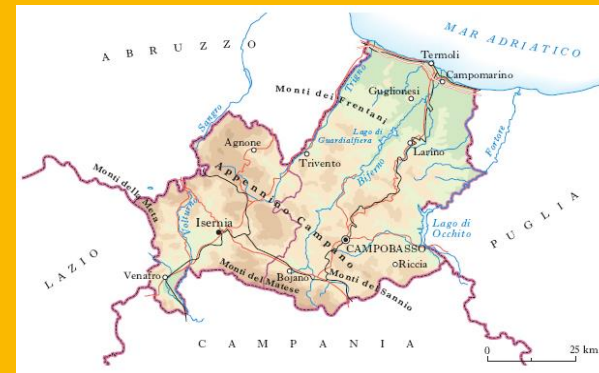 ABRUZZO
MAR ADRIATICO
Termoli
Campomarino
Trigno
Guglionesi
Monti dei Frentani
Sangro
Lago di
Guardialfiera
Agnone
Larino
Fortore
Trivento
Biferno
Appennino Campano
Monti della Meta
Volturno
Isernia
Lago di
Occhito
PUGLIA
CAMPOBASSO
LAZIO
Riccia
Venafro
Monti del Matese
Bojano
Monti del Sannio
CAMPANIA
0 25 km